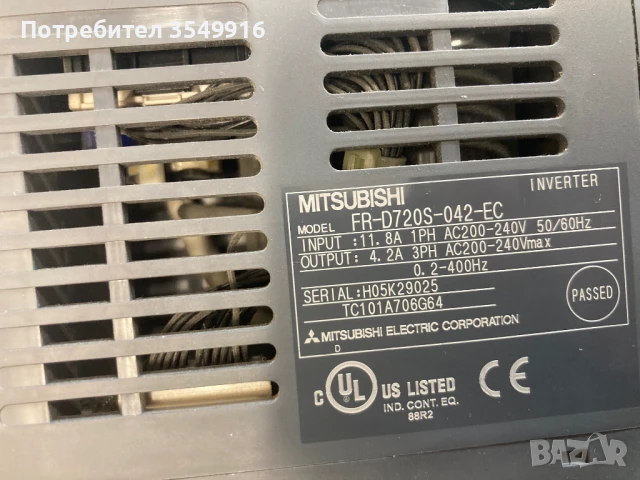 Потребител 3549916
MITSUBISHI INVERTER
MODEL FR-D720S-042-EC
INPUT :11.8A 1PH AC200-240V 50/60Hz
OUTPUT: 4.2A 3PH AC200-240Vmax
0.2-400Hz
SERIAL:H05K29025
TC101A706G64
PASSED
MITSUBISHI ELECTRIC CORPORATION
D
C UL US LISTED
IND. CONT. EQ.
88R2
CE
BAZAR